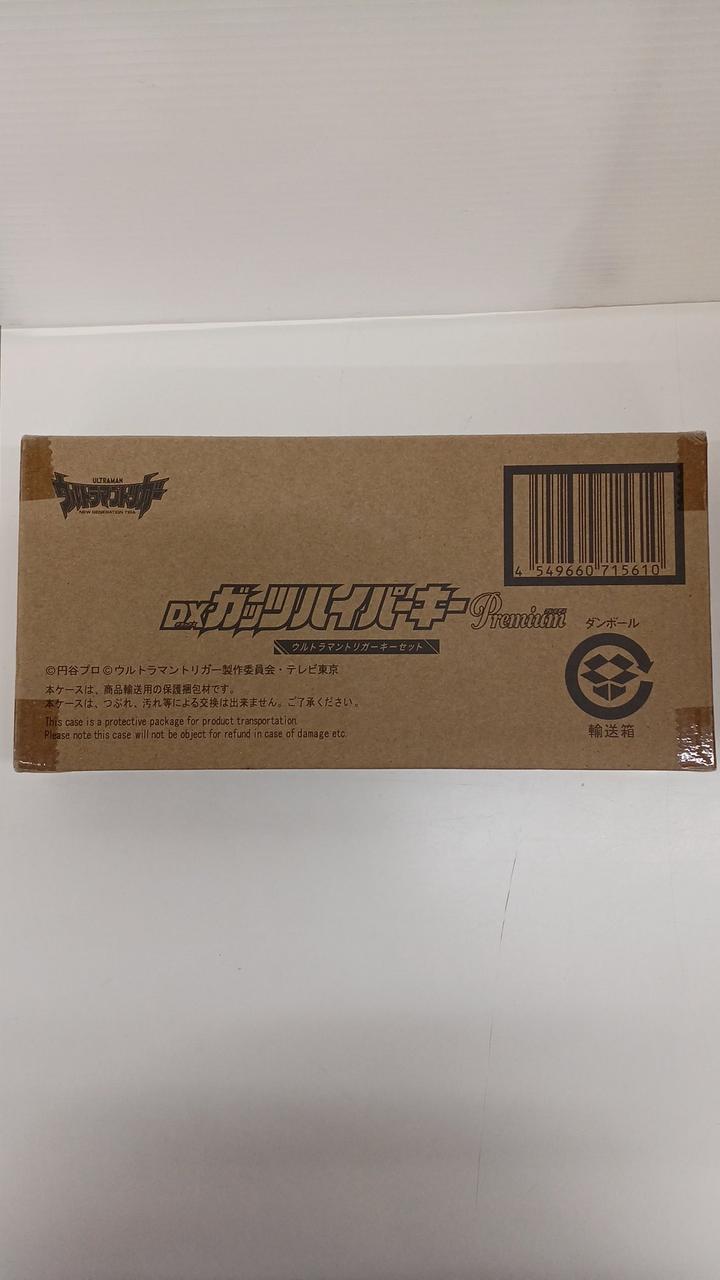 ULTRAMAN
ウルトラマントリガー
NEW GENERATION TIGA
4 549660 715610
DXガッツハイパーキーPremium
ウルトラマントリガーキーセット
ダンボール
輸送箱
©円谷プロ ©ウルトラマントリガー製作委員会・テレビ東京
本ケースは、商品輸送用の保護梱包材です。
本ケースは、つぶれ、汚れ等による交換は出来ません。ご了承ください。
This case is a protective package for product transportation.
Please note this case will not be object for refund in case of damage etc.